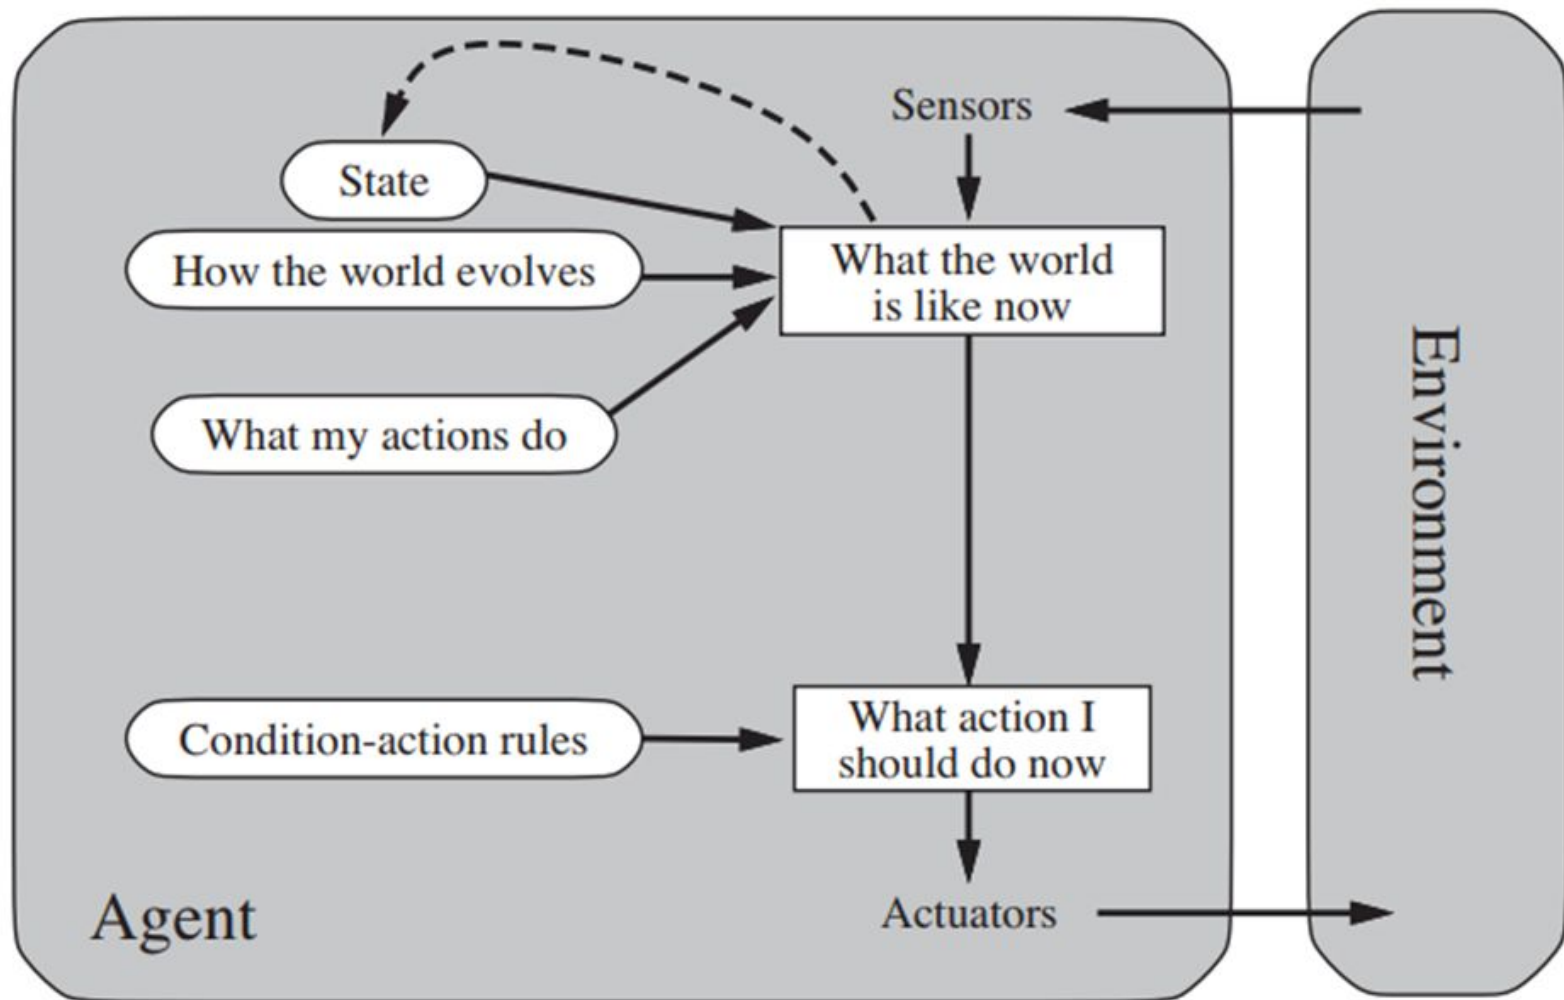 Sensors
State
What the world
is like now
How the world evolves
What my actions do
Environment
Condition-action rules
What action I
should do now
Agent
Actuators